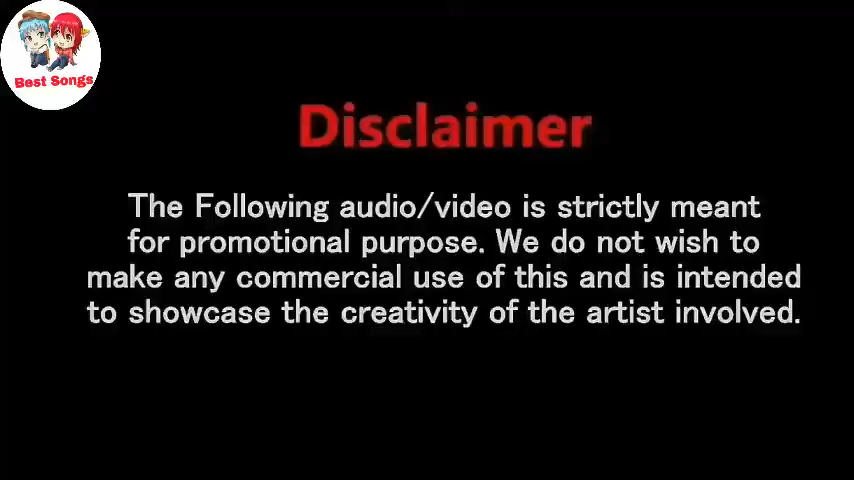 Best Songs
Disclaimer
The Following audio/video is strictly meant
for promotional purpose. We do not wish to
make any commercial use of this and is intended
to showcase the creativity of the artist involved.